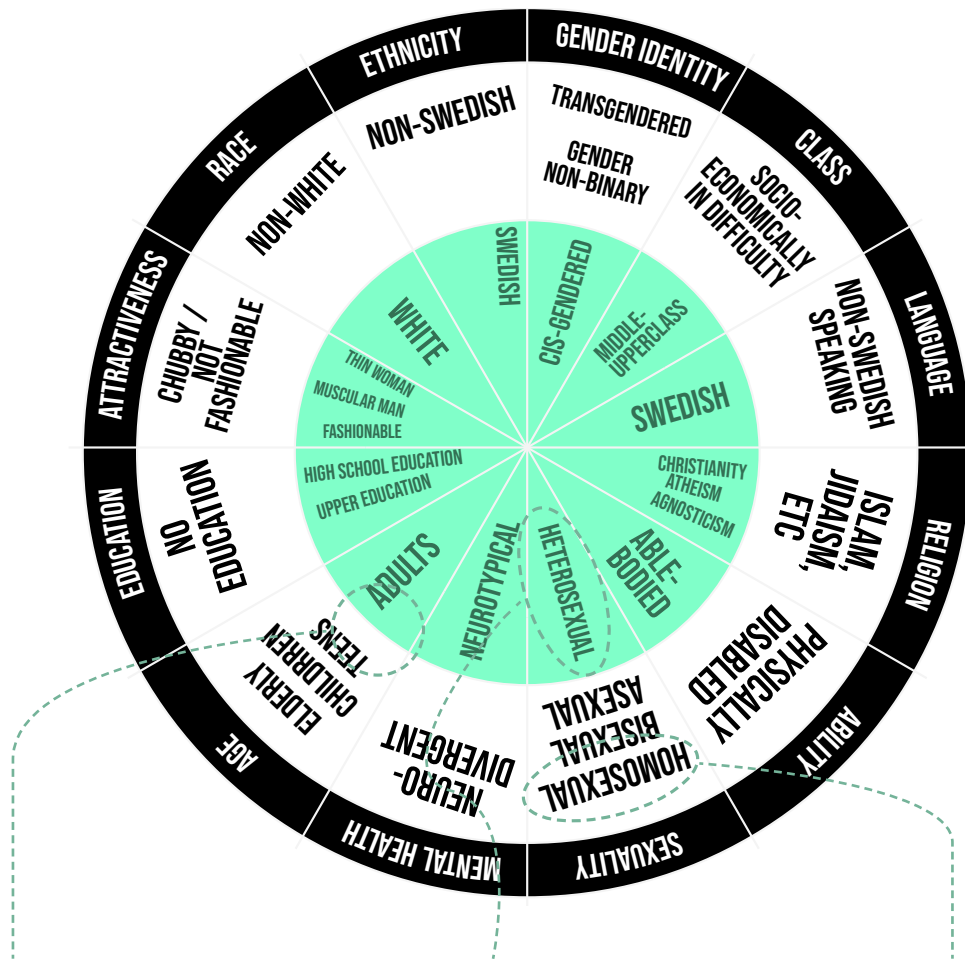 ETHNICITY
NON-SWEDISH
SWEDISH
GENDER IDENTITY
TRANSGENDERED
GENDER
NON-BINARY
CIS-GENDERED
CLASS
SOCIO-
ECONOMICALLY
IN DIFFICULTY
MIDDLE-
UPPERCLASS
LANGUAGE
NON-SWEDISH
SPEAKING
SWEDISH
RELIGION
ISLAM,
JIDAISM,
ETC
CHRISTIANITY
ATHEISM
AGNOSTICISM
ABILITY
PHYSICALLY
DISABLED
ABLE-
BODIED
SEXUALITY
HOMOSEXUAL
BISEXUAL
ASEXUAL
HETEROSEXUAL
MENTAL HEALTH
NEURO-
DIVERGENT
NEUROTYPICAL
AGE
ELDERLY
CHILDRREN
TEENS
ADULTS
EDUCATION
NO
EDUCATION
HIGH SCHOOL EDUCATION
UPPER EDUCATION
ATTRACTIVENESS
CHUBBY /
NOT
FASHIONABLE
THIN WOMAN
MUSCULAR MAN
FASHIONABLE
RACE
NON-WHITE
WHITE